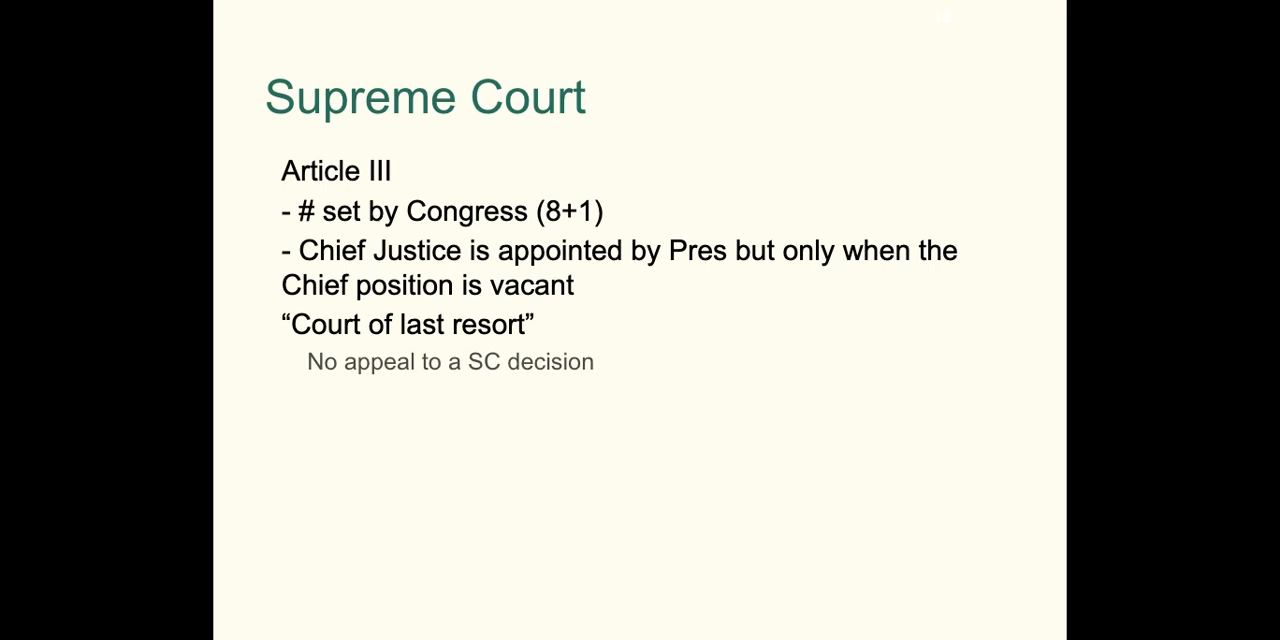 Supreme Court
Article III
- # set by Congress (8+1)
- Chief Justice is appointed by Pres but only when the
Chief position is vacant
“Court of last resort”
No appeal to a SC decision